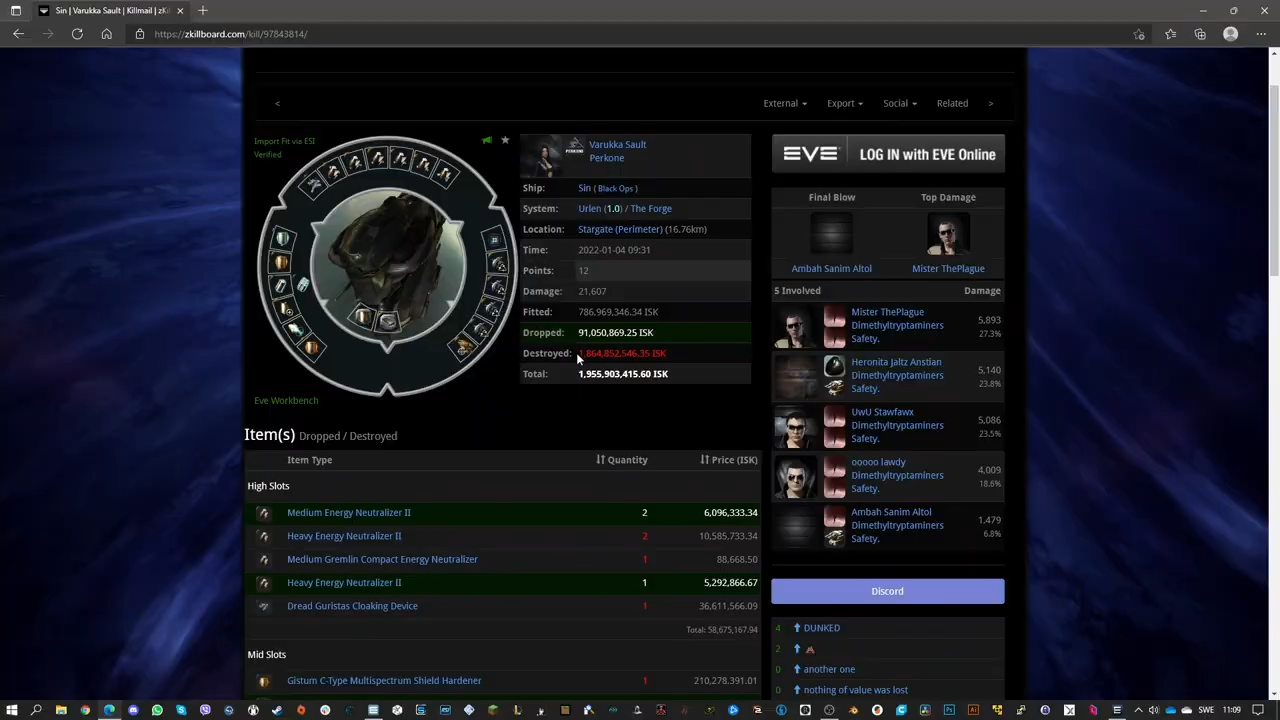 Sin | Varukka Sault | Killmail | zKi
https://zkillboard.com/kill/97843814/
<
External
Export
Social
Related
>
Import Fit via ESI
Verified
Eve Workbench
PERKONE
Varukka Sault
Perkone
Ship: Sin ( Black Ops )
System: Urlen (1.0) / The Forge
Location: Stargate (Perimeter) (16.76km)
Time: 2022-01-04 09:31
Points: 12
Damage: 21,607
Fitted: 786,969,346.34 ISK
Dropped: 91,050,869.25 ISK
Destroyed: 1,864,852,546.35 ISK
Total: 1,955,903,415.60 ISK
Item(s) Dropped / Destroyed
Item Type Quantity Price (ISK)
High Slots
Medium Energy Neutralizer II 2 6,096,333.34
Heavy Energy Neutralizer II 2 10,585,733.34
Medium Gremlin Compact Energy Neutralizer 1 88,668.50
Heavy Energy Neutralizer II 1 5,292,866.67
Dread Guristas Cloaking Device 1 36,611,566.09
Total: 58,675,167.94
Mid Slots
Gistum C-Type Multispectrum Shield Hardener 1 210,278,391.01
EVE LOG IN with EVE Online
Final Blow Top Damage
Ambah Sanim Altol Mister ThePlague
5 Involved Damage
Mister ThePlague
Dimethyltryptaminers
Safety.
5,893
27.3%
Heronita Jaltz Anstian
Dimethyltryptaminers
Safety.
5,140
23.8%
UwU Stawfawx
Dimethyltryptaminers
Safety.
5,086
23.5%
ooooo lawdy
Dimethyltryptaminers
Safety.
4,009
18.6%
Ambah Sanim Altol
Dimethyltryptaminers
Safety.
1,479
6.8%
Discord
4 DUNKED
2
0 another one
0 nothing of value was lost
SWE 11:09